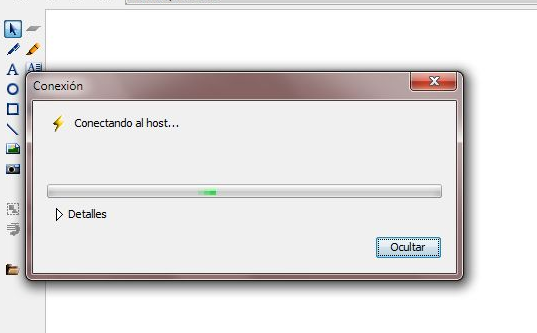 Conexión
Conectando al host...
Detalles
Ocultar